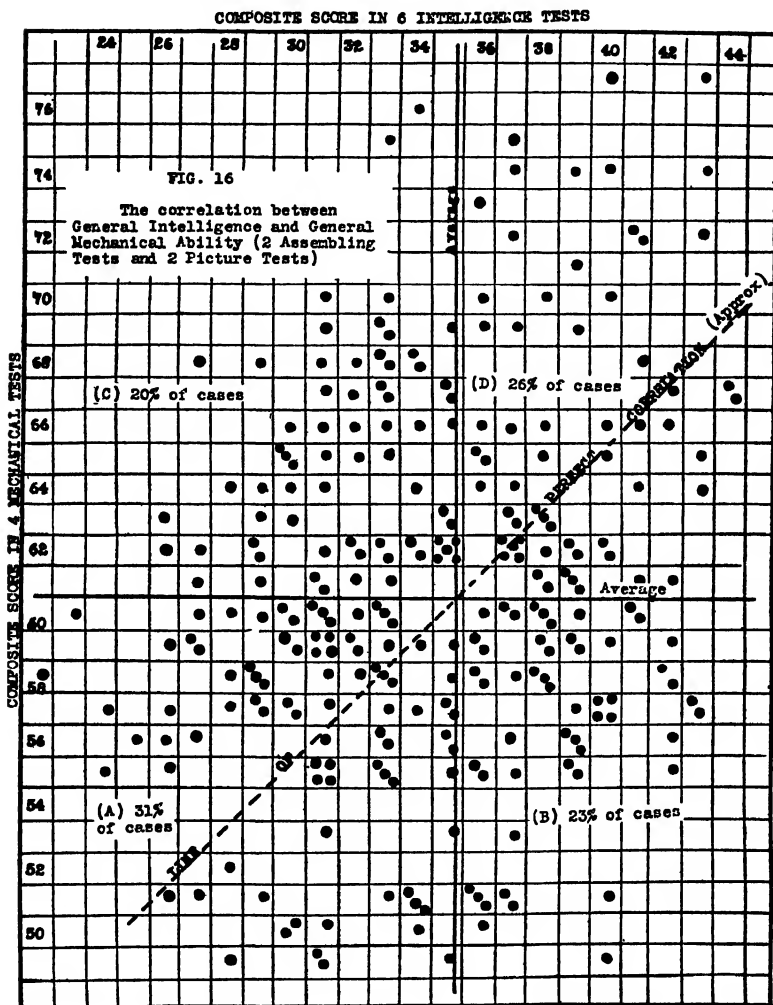 COMPOSITE SCORE IN 6 INTELLIGENCE TESTS
24 26 28 30 32 34 36 38 40 42 44
76
74
72
70
68
66
64
62
60
58
56
54
52
50
COMPOSITE SCORE IN 4 MECHANICAL TESTS
FIG. 16
The correlation between
General Intelligence and General
Mechanical Ability (2 Assembling
Tests and 2 Picture Tests)
Average
(C) 20% of cases
(D) 26% of cases
LINE OF PERFECT CORRELATION (Approx)
Average
(A) 31%
of cases
(B) 23% of cases